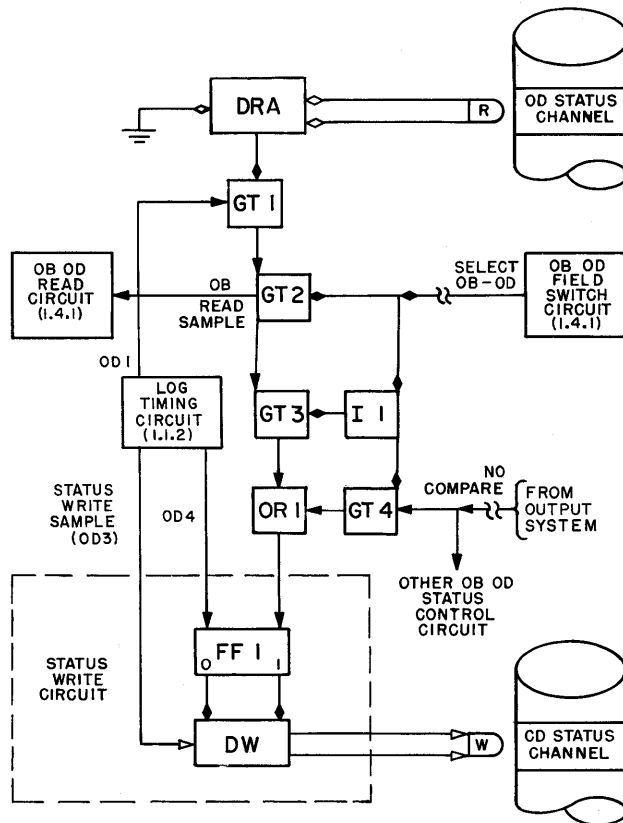 DRA
R
OD STATUS
CHANNEL
GT 1
OB OD
READ
CIRCUIT
(1.4.1)
OB
READ
SAMPLE
GT2
SELECT
OB-OD
OB OD
FIELD
SWITCH
CIRCUIT
(1.4.1)
OD 1
LOG
TIMING
CIRCUIT
(1.1.2)
GT3
I 1
STATUS
WRITE
SAMPLE
(OD3)
OD4
OR 1
GT4
NO
COMPARE
FROM
OUTPUT
SYSTEM
OTHER OB OD
STATUS
CONTROL
CIRCUIT
STATUS
WRITE
CIRCUIT
FF 1
0 1
DW
W
CD STATUS
CHANNEL